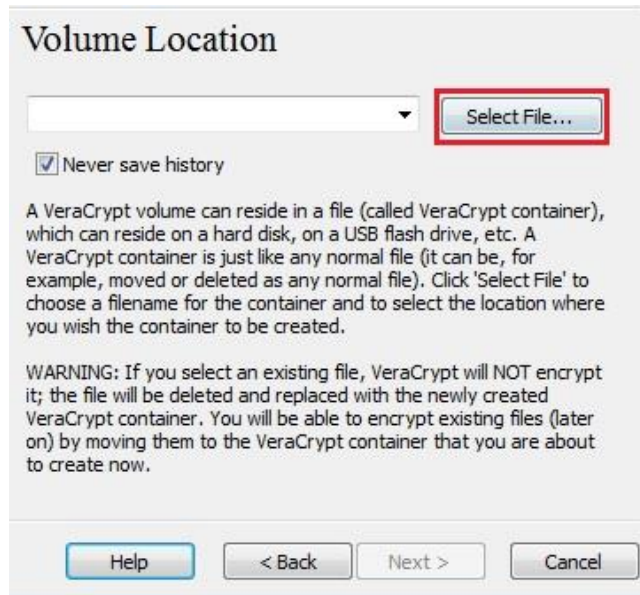 Volume Location
Select File...
Never save history
A VeraCrypt volume can reside in a file (called VeraCrypt container),
which can reside on a hard disk, on a USB flash drive, etc. A
VeraCrypt container is just like any normal file (it can be, for
example, moved or deleted as any normal file). Click 'Select File' to
choose a filename for the container and to select the location where
you wish the container to be created.
WARNING: If you select an existing file, VeraCrypt will NOT encrypt
it; the file will be deleted and replaced with the newly created
VeraCrypt container. You will be able to encrypt existing files (later
on) by moving them to the VeraCrypt container that you are about
to create now.
Help < Back Next > Cancel